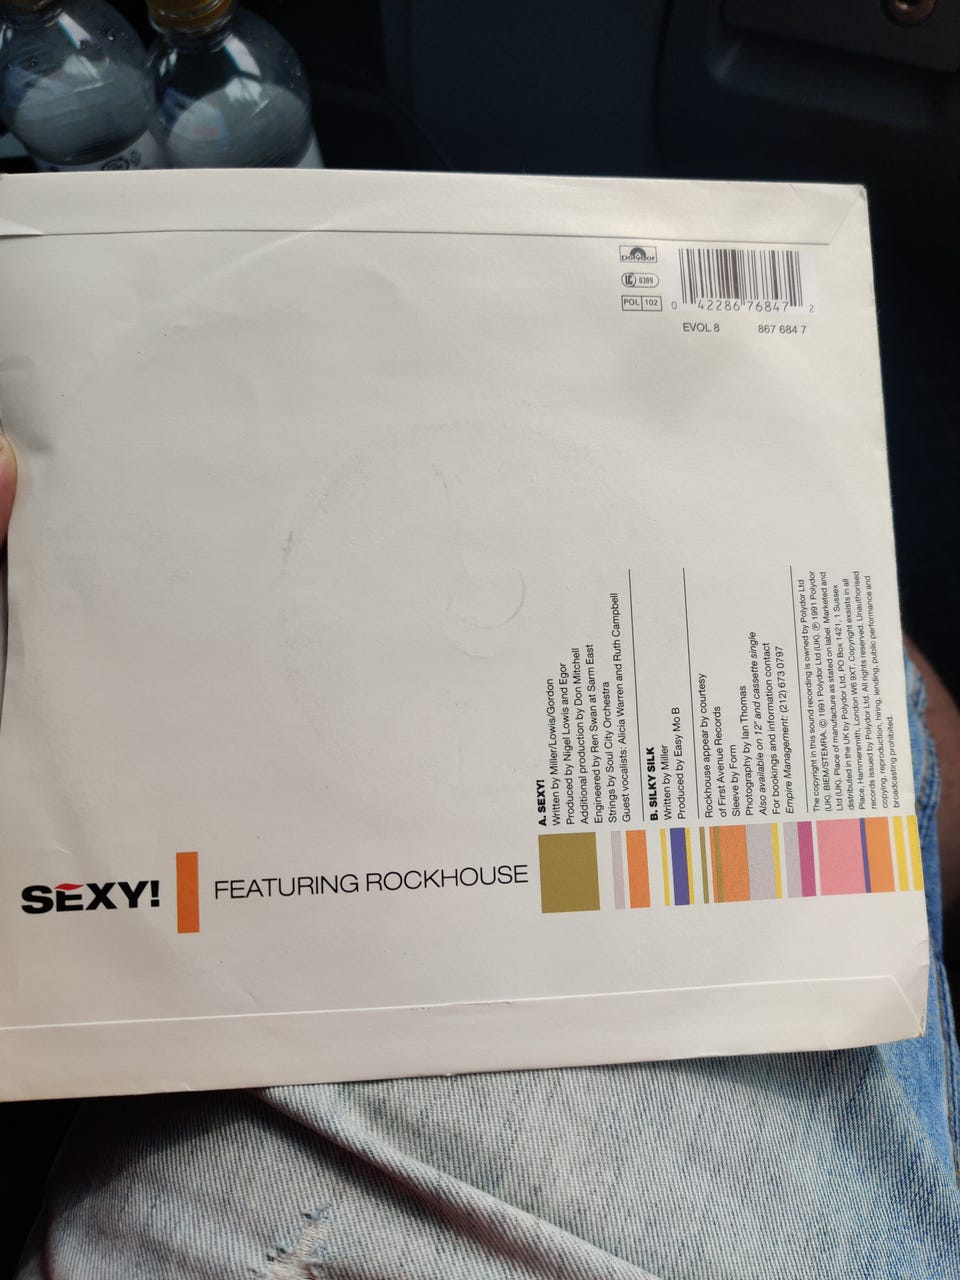 polydor
LC 0309
POL 102
0 42286 76847 2
EVOL 8 867 684 7
SEXY!
FEATURING ROCKHOUSE
A. SEXY!
Written by Miller/Lowis/Gordon
Produced by Nigel Lowis and Egor
Additional production by Don Mitchell
Engineered by Ren Swan at Sarm East
Strings by Soul City Orchestra
Guest vocalists: Alicia Warren and Ruth Campbell
B. SILKY SILK
Written by Miller
Produced by Easy Mo B
Rockhouse appear by courtesy
of First Avenue Records
Sleeve by Form
Photography by Ian Thomas
Also available on 12" and cassette single
For bookings and information contact
Empire Management: (212) 673 0797
The copyright in this sound recording is owned by Polydor Ltd
(UK). BIEM/STEMRA. © 1991 Polydor Ltd (UK). ℗ 1991 Polydor
Ltd (UK). Place of manufacture as stated on label. Marketed and
distributed in the UK by Polydor Ltd. PO Box 1421, 1 Sussex
Place, Hammersmith, London W6 9XT. Copyright exsists in all
records issued by Polydor Ltd. All rights reserved. Unauthorised
copying, reproduction, hiring, lending, public performance and
broadcasting prohibited.